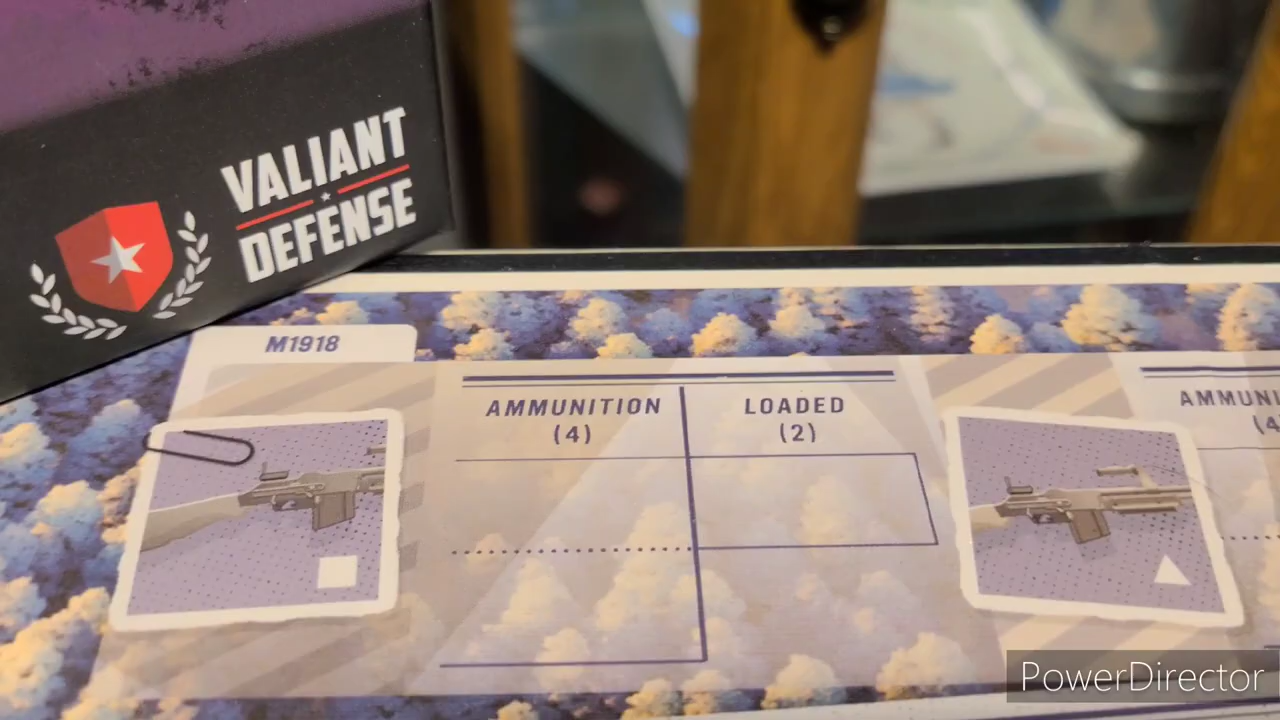 VALIANT
DEFENSE
M1918
AMMUNITION
(4)
LOADED
(2)
PowerDirector